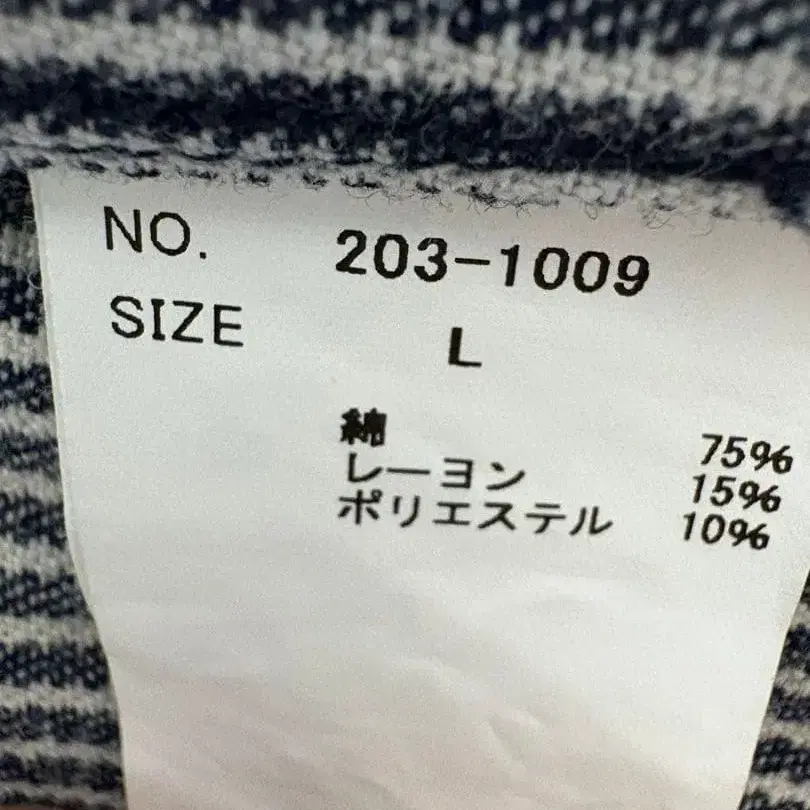 NO. 203-1009
SIZE L
綿 75%
レーヨン 15%
ポリエステル 10%